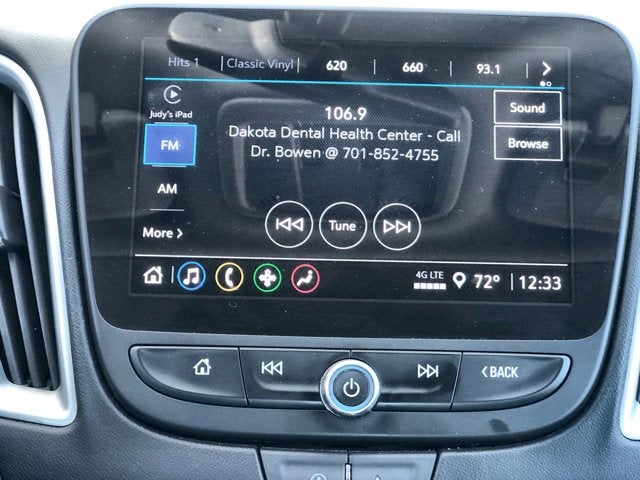 Hits 1 | Classic Vinyl | 620 | 660 | 93.1 | >
Judy's iPad
106.9
Sound
FM
Dakota Dental Health Center - Call
Dr. Bowen @ 701-852-4755
Browse
AM
More >
Tune
4G LTE
72° | 12:33
< BACK